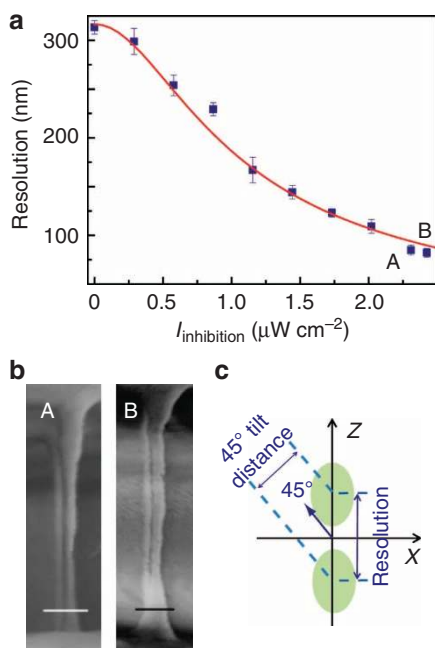 a
Resolution (nm)
300
250
100
B
A
0
0.5
1.0
1.5
2.0
Iinhibition (μW cm–2)
b
A
B
c
Z
45° tilt
distance
45°
Resolution
X